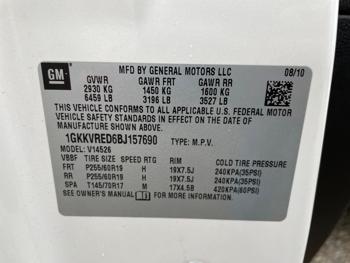 GM
MFD BY GENERAL MOTORS LLC 08/10
GVWR GAWR FRT GAWR RR
2930 KG 1450 KG 1600 KG
6459 LB 3196 LB 3527 LB
THIS VEHICLE CONFORMS TO ALL APPLICABLE U.S. FEDERAL MOTOR
VEHICLE SAFETY STANDARDS IN EFFECT ON THE DATE OF
MANUFACTURE SHOWN ABOVE.
1GKKVRED6BJ157690 TYPE: M.P.V.
MODEL: V14526
VBBF TIRE SIZE SPEED RTG RIM COLD TIRE PRESSURE
FRT P255/60R19 H 19X7.5J 240KPA(35PSI)
RR P255/60R19 H 19X7.5J 240KPA(35PSI)
SPA T145/70R17 M 17X4.5B 420KPA(60PSI)
SEE OWNER'S MANUAL FOR MORE INFORMATION.